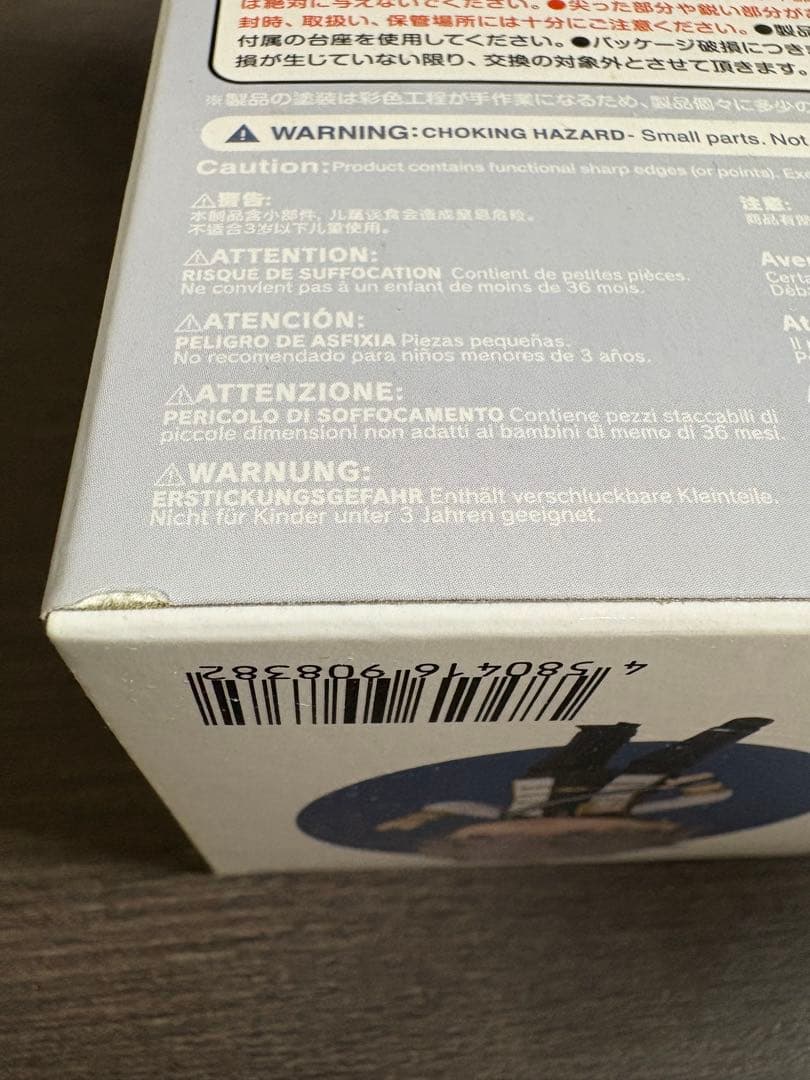 は絶対に与えないでください。●尖った部分や鋭い部分が
封時、取扱い、保管場所には十分にご注意ください。●製品
付属の台座を使用してください。●パッケージ破損につき
損が生じていない限り、交換の対象外とさせて頂きます。
※製品の塗装は彩色工程が手作業になるため、製品個々に多少の
⚠ WARNING:CHOKING HAZARD- Small parts. Not
Caution:Product contains functional sharp edges (or points). Exe
⚠警告:
本制品含小部件，儿童误食会造成窒息危险。
不适合3岁以下儿童使用。
注意:
商品有
⚠ATTENTION:
RISQUE DE SUFFOCATION Contient de petites pièces.
Ne convient pas à un enfant de moins de 36 mois.
Aver
Certa
Déba
⚠ATENCIÓN:
PELIGRO DE ASFIXIA Piezas pequeñas.
No recomendado para niños menores de 3 años.
At
Il
p
⚠ATTENZIONE:
PERICOLO DI SOFFOCAMENTO Contiene pezzi staccabili di
piccole dimensioni non adatti ai bambini di memo di 36 mesi.
⚠WARNUNG:
ERSTICKUNGSGEFAHR Enthält verschluckbare Kleinteile.
Nicht für Kinder unter 3 Jahren geeignet.
4 580416 908382